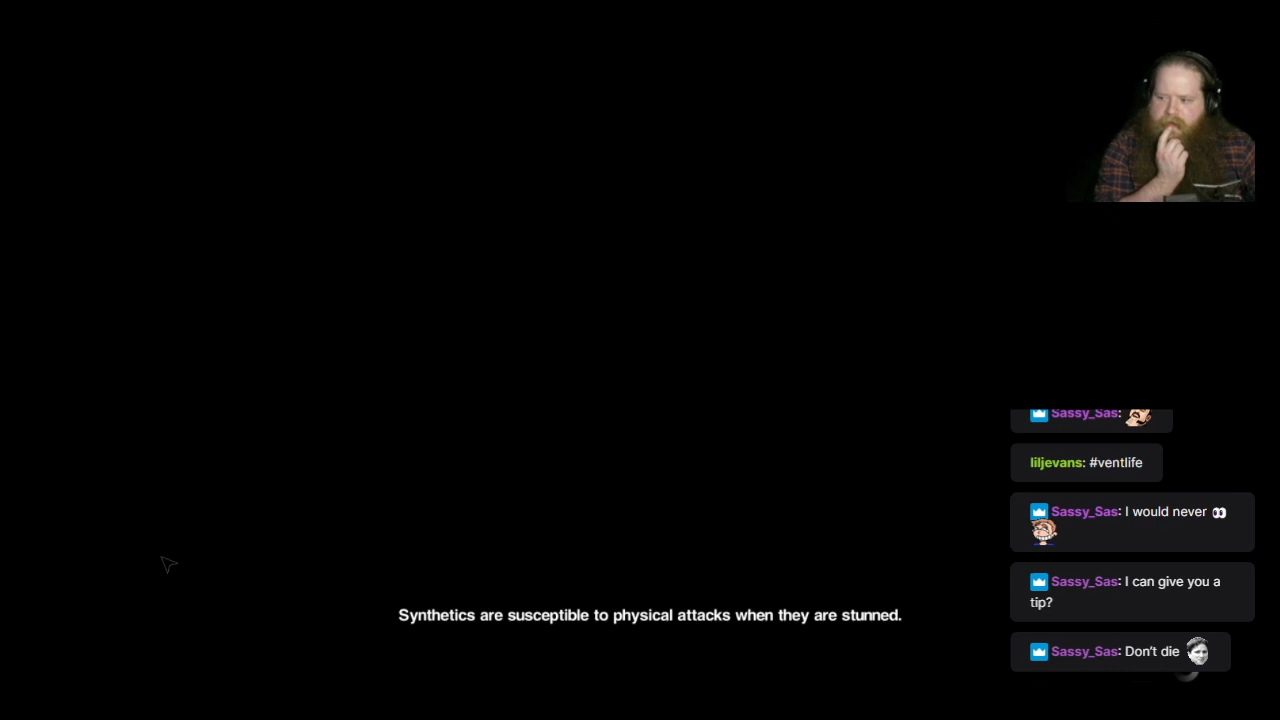 Sassy_Sas:
liljevans: #ventlife
Sassy_Sas: I would never
Sassy_Sas: I can give you a
tip?
Synthetics are susceptible to physical attacks when they are stunned.
Sassy_Sas: Don't die